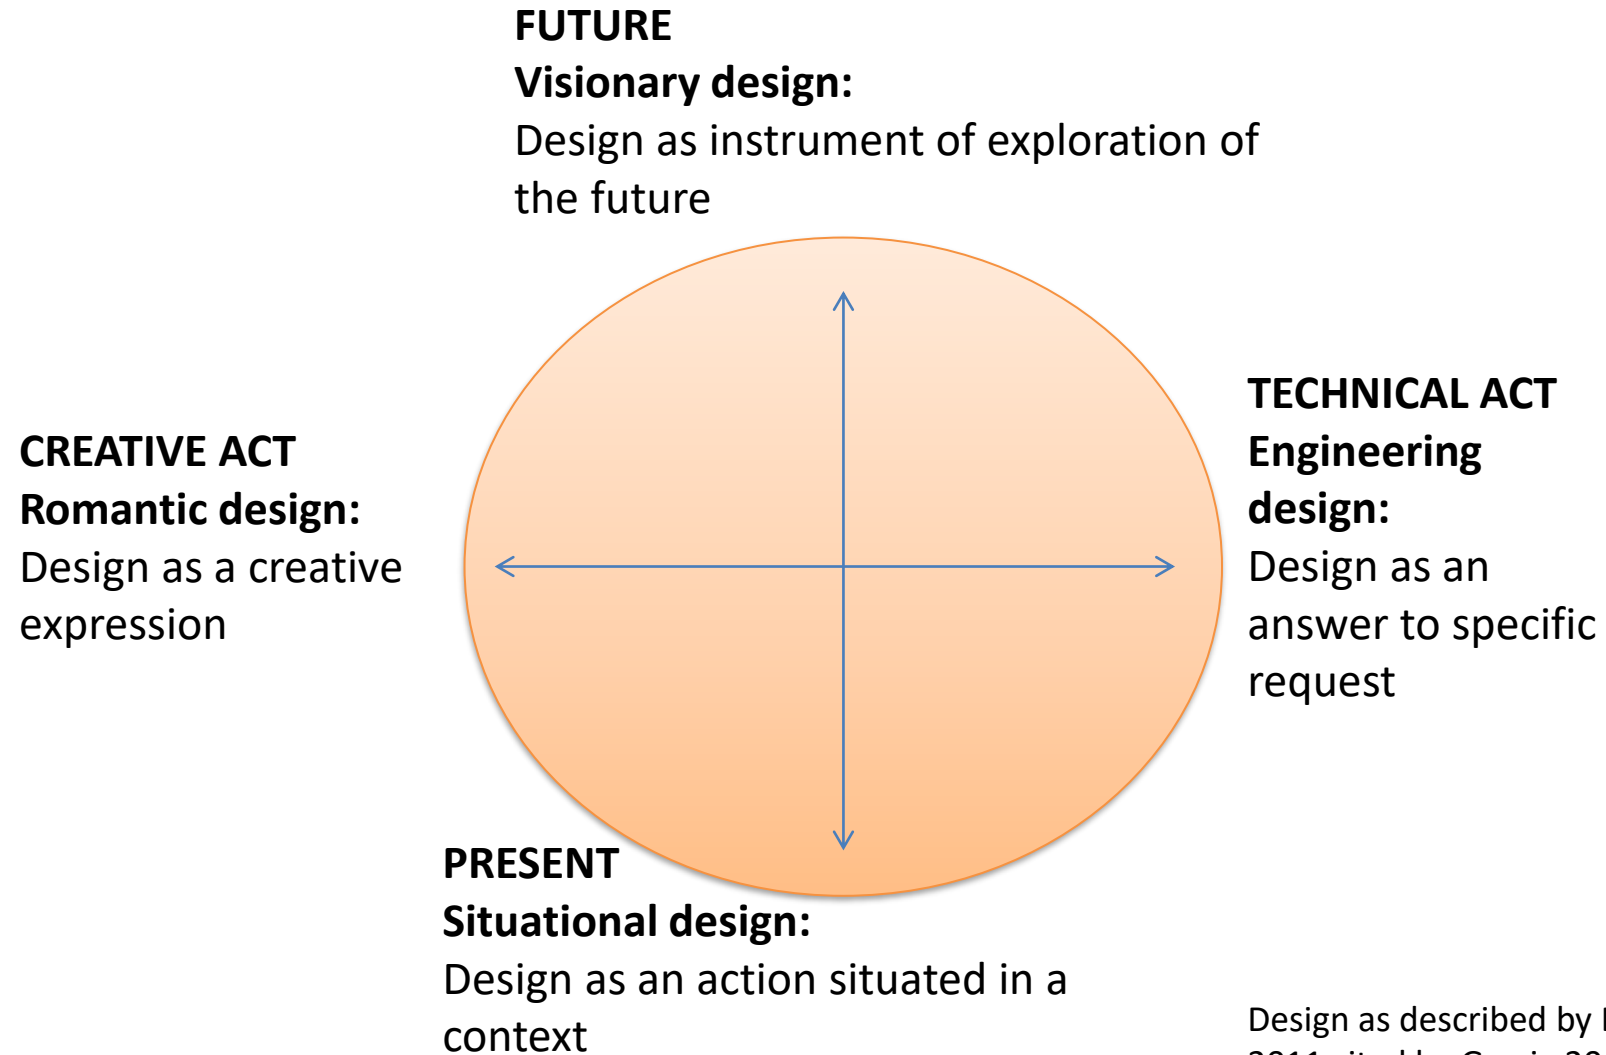 FUTURE
Visionary design:
Design as instrument of exploration of
the future
CREATIVE ACT
Romantic design:
Design as a creative
expression
TECHNICAL ACT
Engineering
design:
Design as an
answer to specific
request
PRESENT
Situational design:
Design as an action situated in a
context
Design as described by